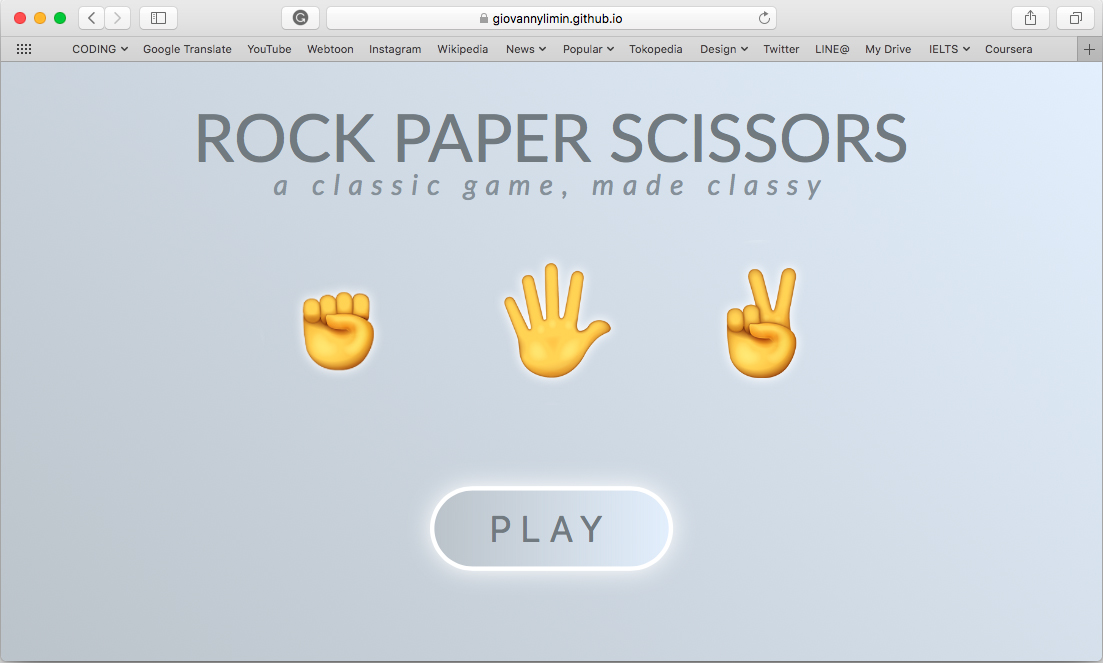 giovannylimin.github.io
CODING Google Translate YouTube Webtoon Instagram Wikipedia News Popular Tokopedia Design Twitter LINE@ My Drive IELTS Coursera
ROCK PAPER SCISSORS
a classic game, made classy
PLAY